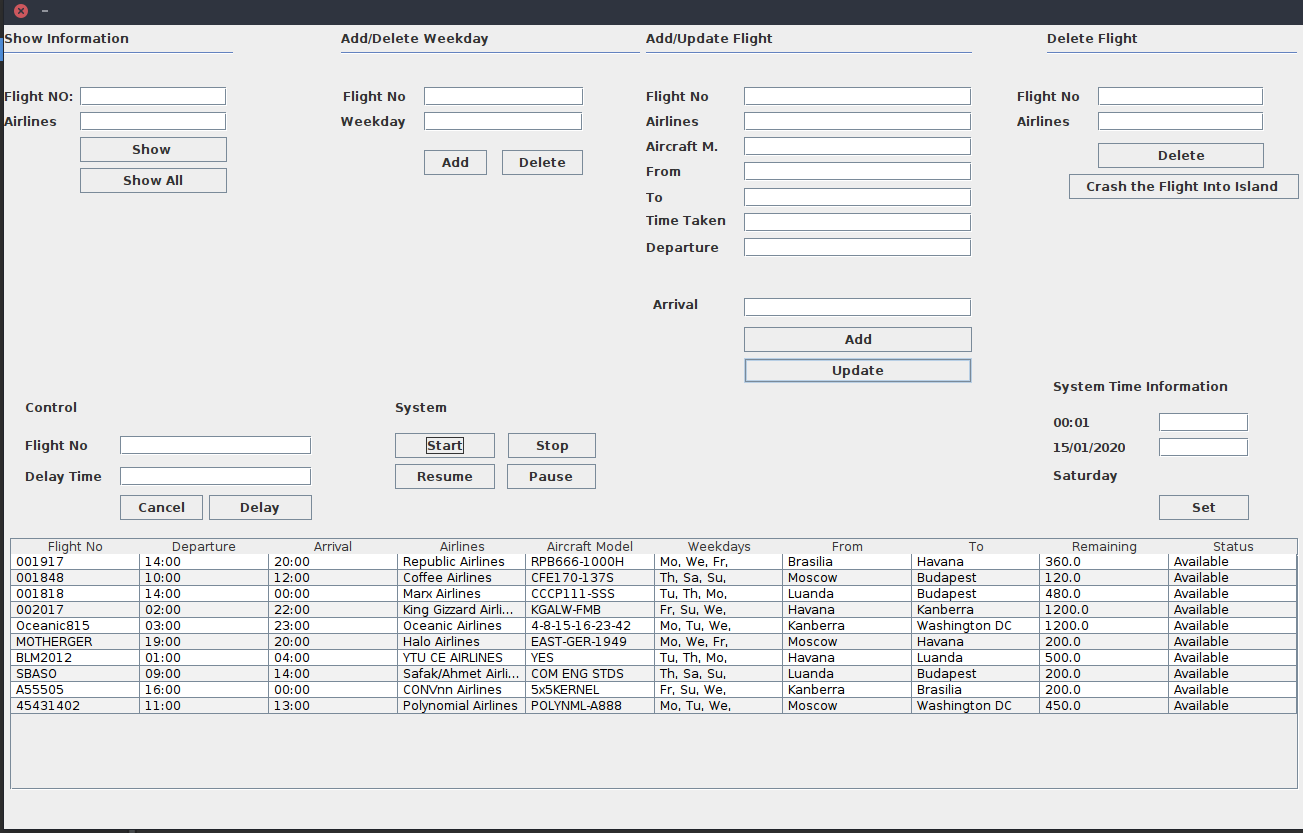 Show Information Add/Delete Weekday Add/Update Flight Delete Flight
Flight NO: Flight No Flight No Flight No
Airlines Weekday Airlines Airlines
Show Aircraft M. Delete
Add Delete
From
Show All Crash the Flight Into Island
To
Time Taken
Departure
Arrival
Add
Update
System Time Information
Control System
00:01
Flight No Start Stop 15/01/2020
Delay Time Resume Pause Saturday
Cancel Delay Set
Flight No Departure Arrival Airlines Aircraft Model Weekdays From To Remaining Status
001917 14:00 20:00 Republic Airlines RPB666-1000H Mo, We, Fr, Brasilia Havana 360.0 Available
001848 10:00 12:00 Coffee Airlines CFE170-137S Th, Sa, Su, Moscow Budapest 120.0 Available
001818 14:00 00:00 Marx Airlines CCCP111-SSS Tu, Th, Mo, Luanda Budapest 480.0 Available
002017 02:00 22:00 King Gizzard Airli... KGALW-FMB Fr, Su, We, Havana Kanberra 1200.0 Available
Oceanic815 03:00 23:00 Oceanic Airlines 4-8-15-16-23-42 Mo, Tu, We, Kanberra Washington DC 1200.0 Available
MOTHERGER 19:00 20:00 Halo Airlines EAST-GER-1949 Mo, We, Fr, Moscow Havana 200.0 Available
BLM2012 01:00 04:00 YTU CE AIRLINES YES Tu, Th, Mo, Havana Luanda 500.0 Available
SBASO 09:00 14:00 Safak/Ahmet Airli... COM ENG STDS Th, Sa, Su, Luanda Budapest 200.0 Available
A55505 16:00 00:00 CONVnn Airlines 5x5KERNEL Fr, Su, We, Kanberra Brasilia 200.0 Available
45431402 11:00 13:00 Polynomial Airlines POLYNML-A888 Mo, Tu, We, Moscow Washington DC 450.0 Available